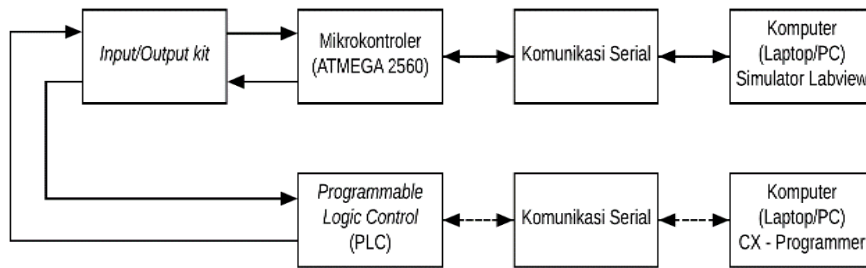 Input/Output kit
Mikrokontroler
(ATMEGA 2560)
Komunikasi Serial
Komputer
(Laptop/PC)
Simulator Labview
Programmable
Logic Control
(PLC)
Komunikasi Serial
Komputer
(Laptop/PC)
CX - Programmer